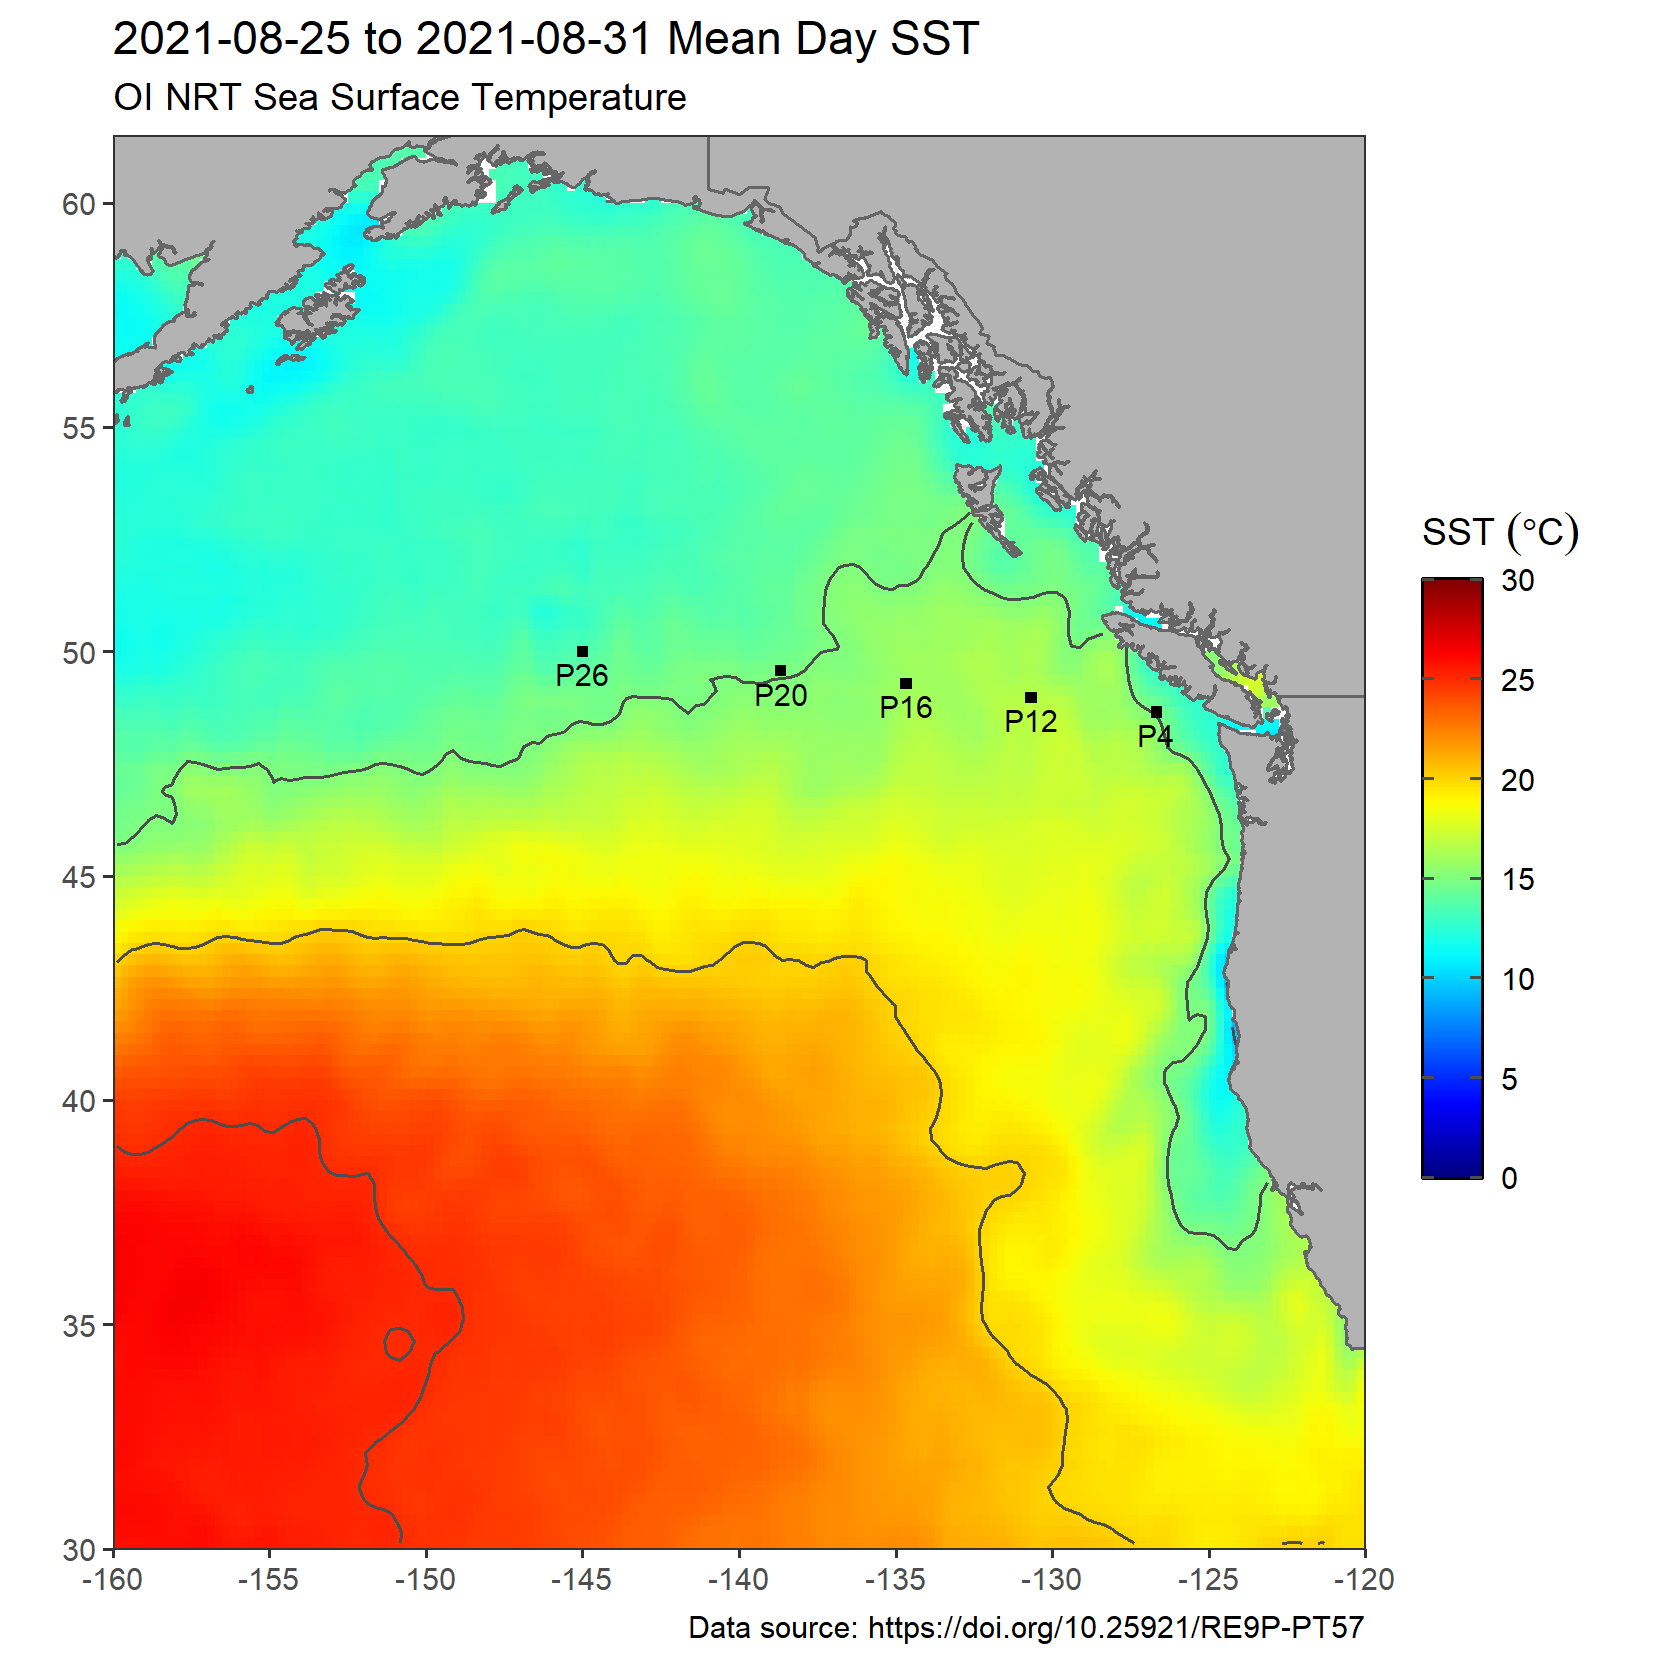 2021-08-25 to 2021-08-31 Mean Day SST
OI NRT Sea Surface Temperature
60
55
50
45
40
35
30
-160
-155
-150
-145
-140
-135
-130
-125
-120
P26
P20
P16
P12
P4
SST (°C)
30
25
20
15
10
5
0
Data source: https://doi.org/10.25921/RE9P-PT57